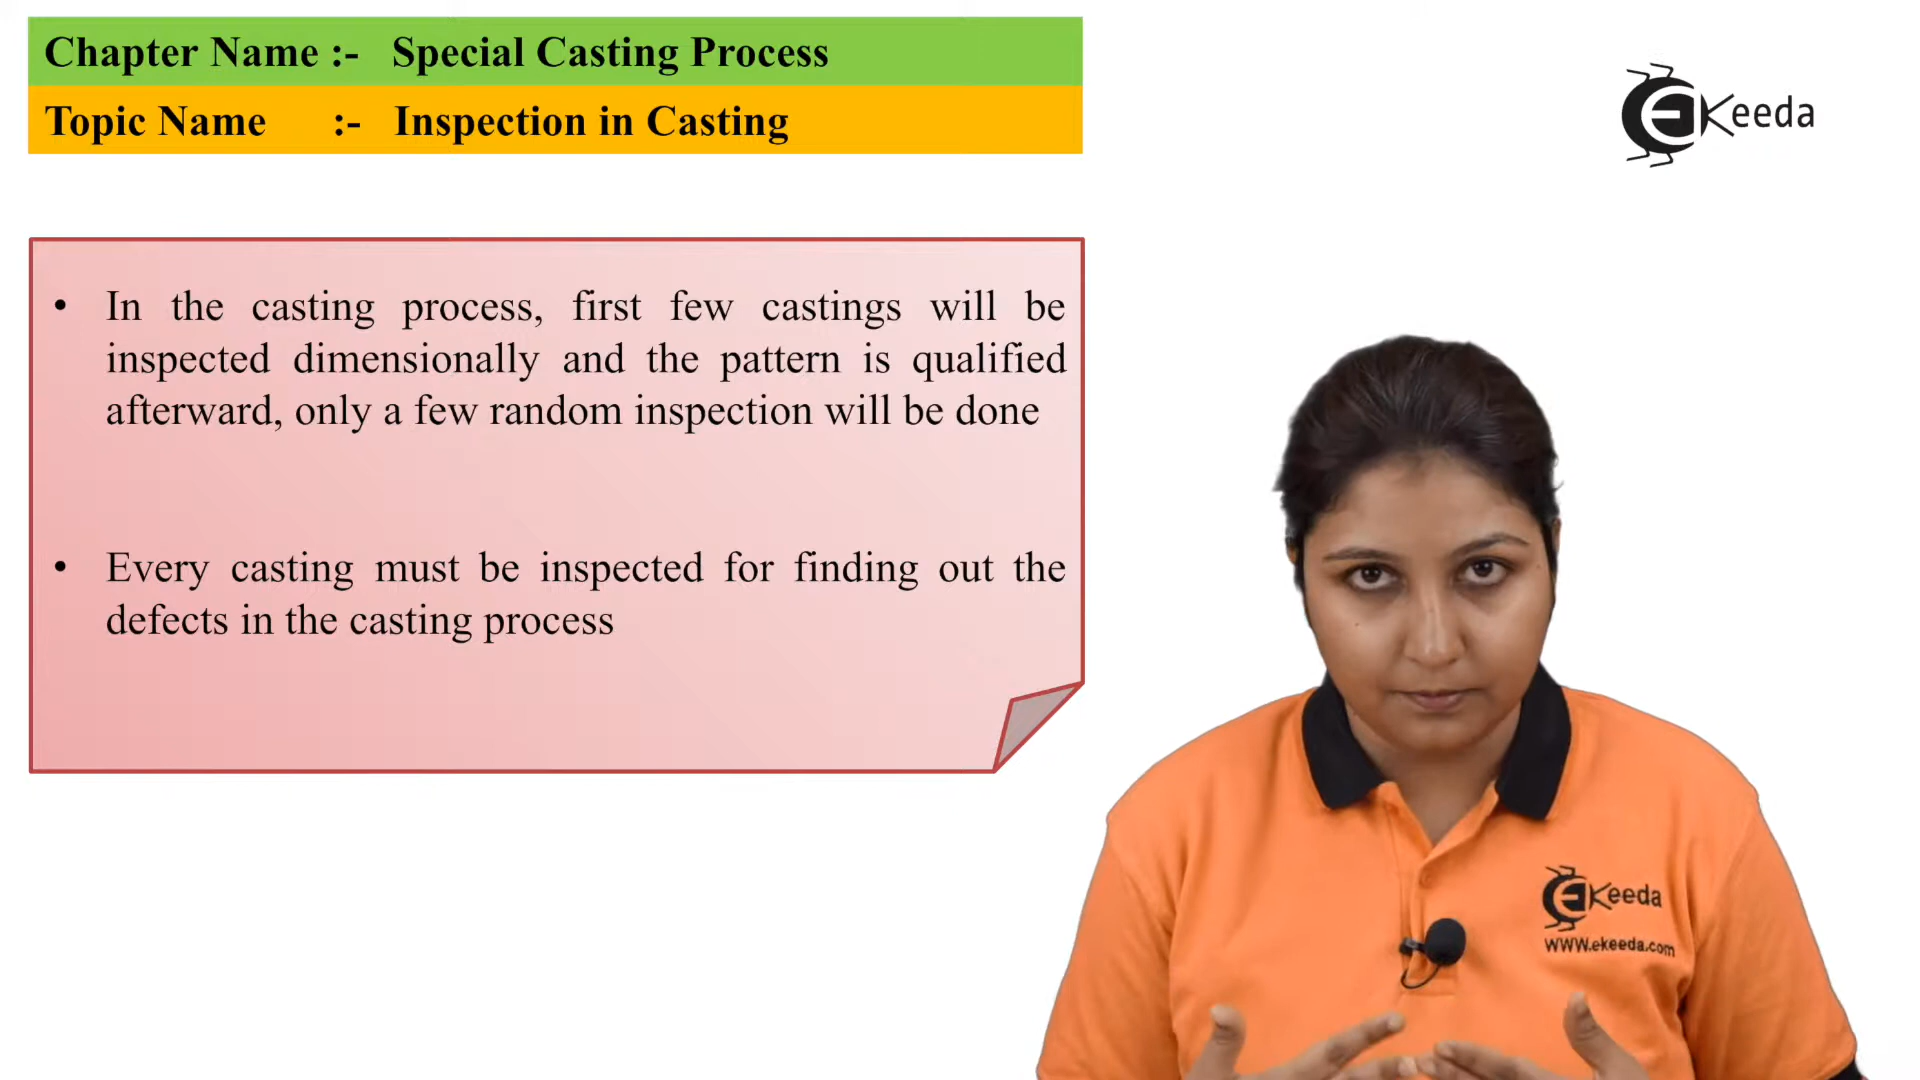 Chapter Name :- Special Casting Process
Topic Name :- Inspection in Casting
EKeeda
• In the casting process, first few castings will be
inspected dimensionally and the pattern is qualified
afterward, only a few random inspection will be done
• Every casting must be inspected for finding out the
defects in the casting process
EKeeda
www.ekeeda.com